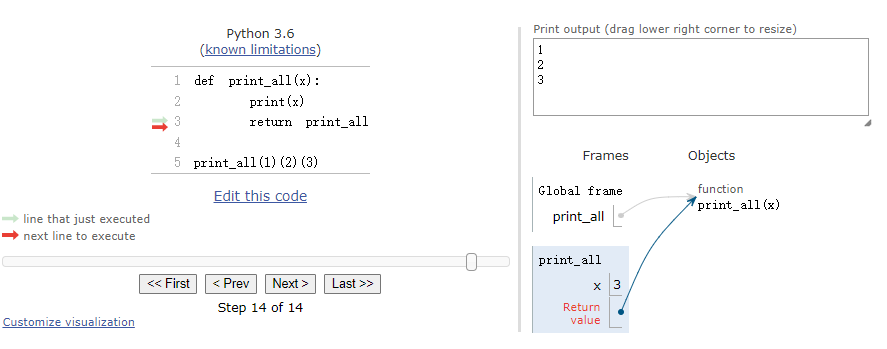 Python 3.6
(known limitations)
1 def print_all(x):
2 print(x)
3 return print_all
4
5 print_all(1)(2)(3)
Edit this code
line that just executed
next line to execute
<< First < Prev Next > Last >>
Step 14 of 14
Customize visualization
Print output (drag lower right corner to resize)
1
2
3
Frames Objects
Global frame
print_all
function
print_all(x)
print_all
x 3
Return
value